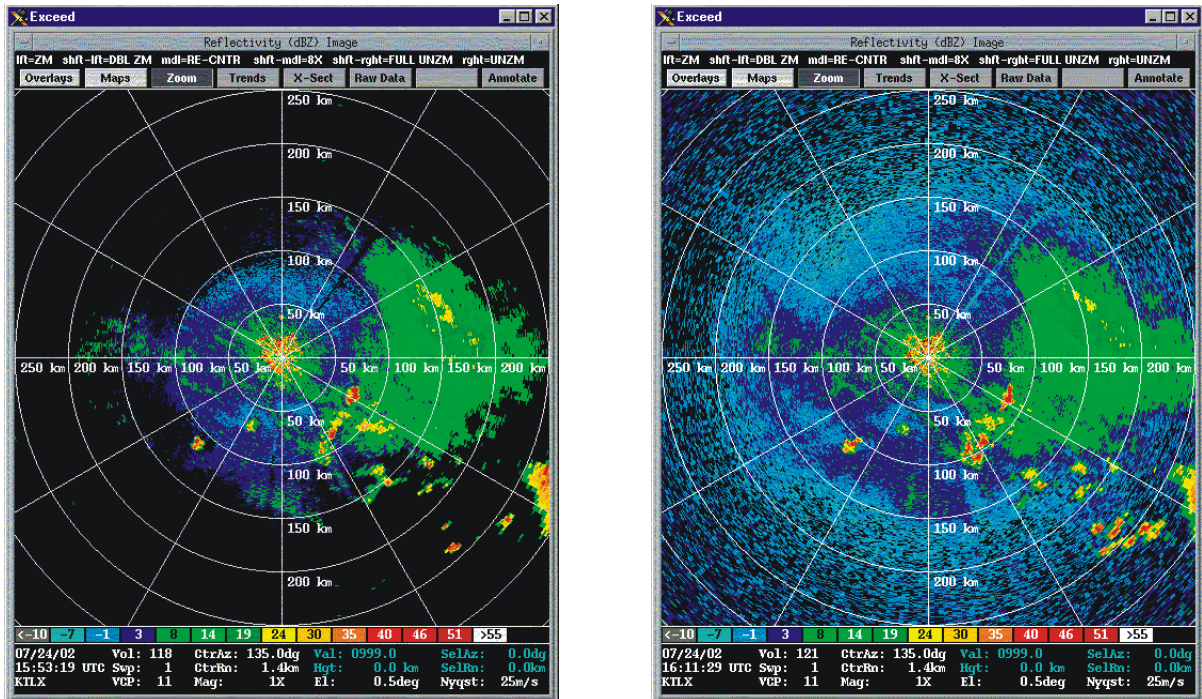 Exceed
Reflectivity (dBZ) Image
lft=ZM shft-lft=DBL ZM mdl=RE-CNTR shft-mdl=8X shft-rght=FULL UNZM rght=UNZM
Overlays Maps Zoom Trends X-Sect Raw Data Annotate
250 km
200 km
150 km
100 km
50 km
250 km 200 km 150 km 100 km 50 km 50 km 100 km 150 km 200 km
50 km
100 km
150 km
200 km
<-10 -7 -1 3 8 14 19 24 30 35 40 46 51 >55
07/24/02 Vol: 118 CtrAz: 135.0dg Val: 0999.0 SelAz: 0.0dg
15:53:19 UTC Swp: 1 CtrRn: 1.4km Hgt: 0.0 km SelRn: 0.0km
KTLX VCP: 11 Mag: 1X El: 0.5deg Nyqst: 25m/s
Exceed
Reflectivity (dBZ) Image
lft=ZM shft-lft=DBL ZM mdl=RE-CNTR shft-mdl=8X shft-rght=FULL UNZM rght=UNZM
Overlays Maps Zoom Trends X-Sect Raw Data Annotate
250 km
200 km
150 km
100 km
50 km
250 km 200 km 150 km 100 km 50 km 50 km 100 km 150 km 200 km
50 km
100 km
150 km
200 km
<-10 -7 -1 3 8 14 19 24 30 35 40 46 51 >55
07/24/02 Vol: 121 CtrAz: 135.0dg Val: 0999.0 SelAz: 0.0dg
16:11:29 UTC Swp: 1 CtrRn: 1.4km Hgt: 0.0 km SelRn: 0.0km
KTLX VCP: 11 Mag: 1X El: 0.5deg Nyqst: 25m/s